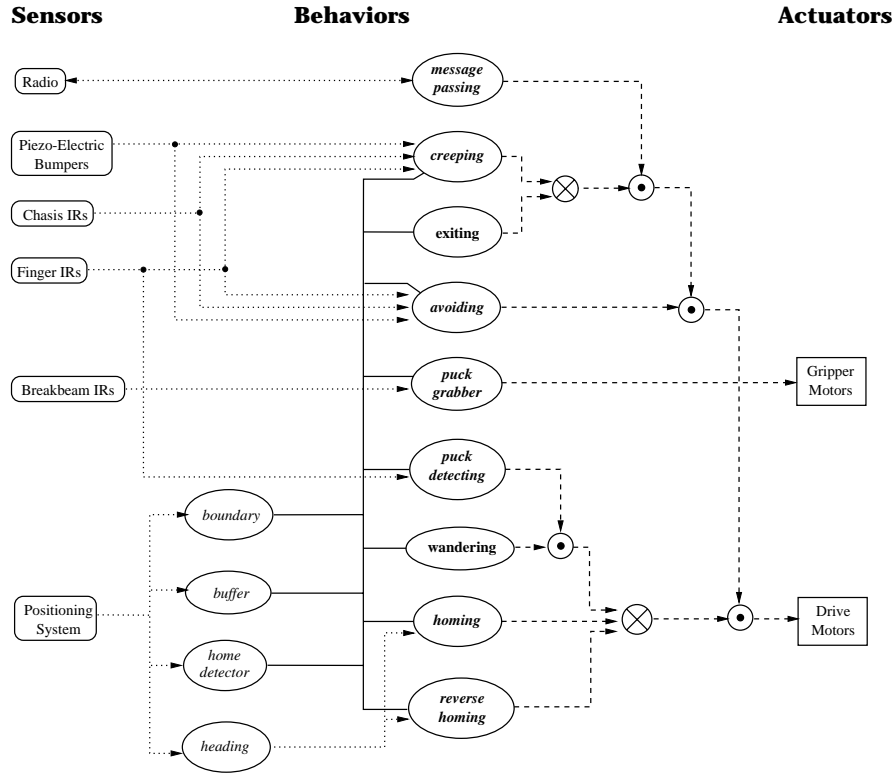 Sensors
Behaviors
Actuators
Radio
message
passing
Piezo-Electric
Bumpers
creeping
Chasis IRs
exiting
Finger IRs
avoiding
Breakbeam IRs
puck
grabber
Gripper
Motors
puck
detecting
boundary
wandering
buffer
Positioning
System
homing
Drive
Motors
home
detector
reverse
homing
heading